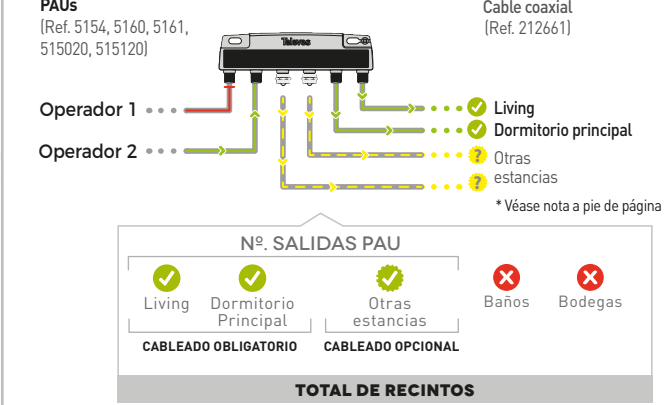 PAUs
(Ref. 5154, 5160, 5161,
515020, 515120)
Cable coaxial
(Ref. 212661)
Televes
Operador 1
Operador 2
Living
Dormitorio principal
? Otras
? estancias
* Véase nota a pie de página
Nº. SALIDAS PAU
Living
Dormitorio
Principal
Otras
estancias
Baños
Bodegas
CABLEADO OBLIGATORIO
CABLEADO OPCIONAL
TOTAL DE RECINTOS